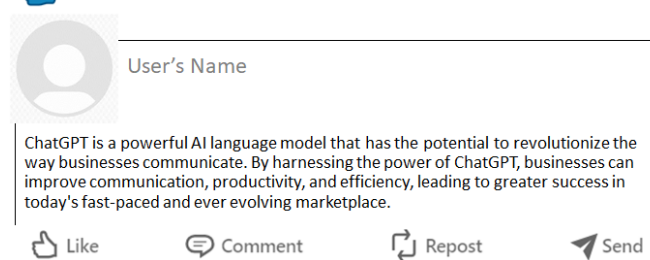 User's Name
ChatGPT is a powerful AI language model that has the potential to revolutionize the
way businesses communicate. By harnessing the power of ChatGPT, businesses can
improve communication, productivity, and efficiency, leading to greater success in
today's fast-paced and ever evolving marketplace.
Like Comment Repost Send